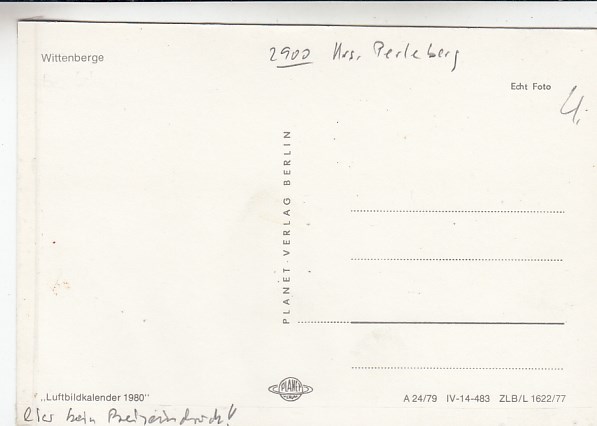 Wittenberge
2900 Krs. Perleberg
Echt Foto
4,-
PLANET-VERLAG BERLIN
PLANET
„Luftbildkalender 1980"
A 24/79 IV-14-483 ZLB/L 1622/77
kein